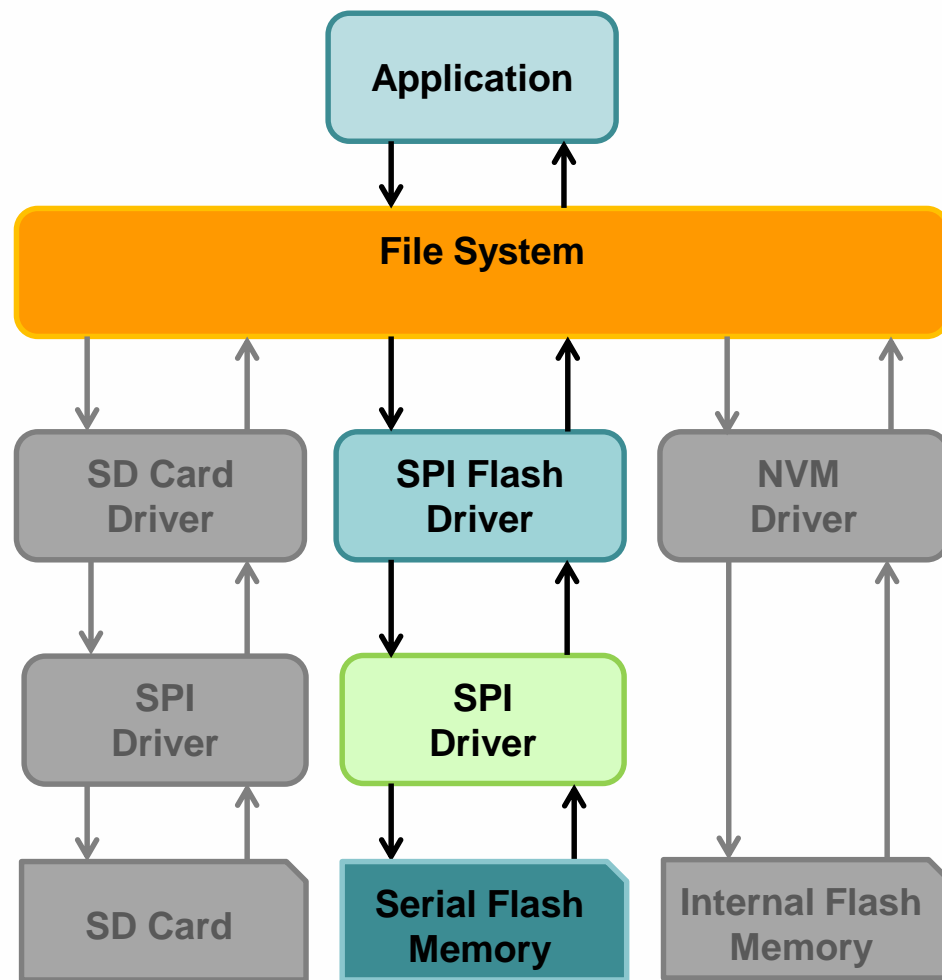 Application
File System
SD Card
Driver
SPI Flash
Driver
NVM
Driver
SPI
Driver
SPI
Driver
SD Card
Serial Flash
Memory
Internal Flash
Memory